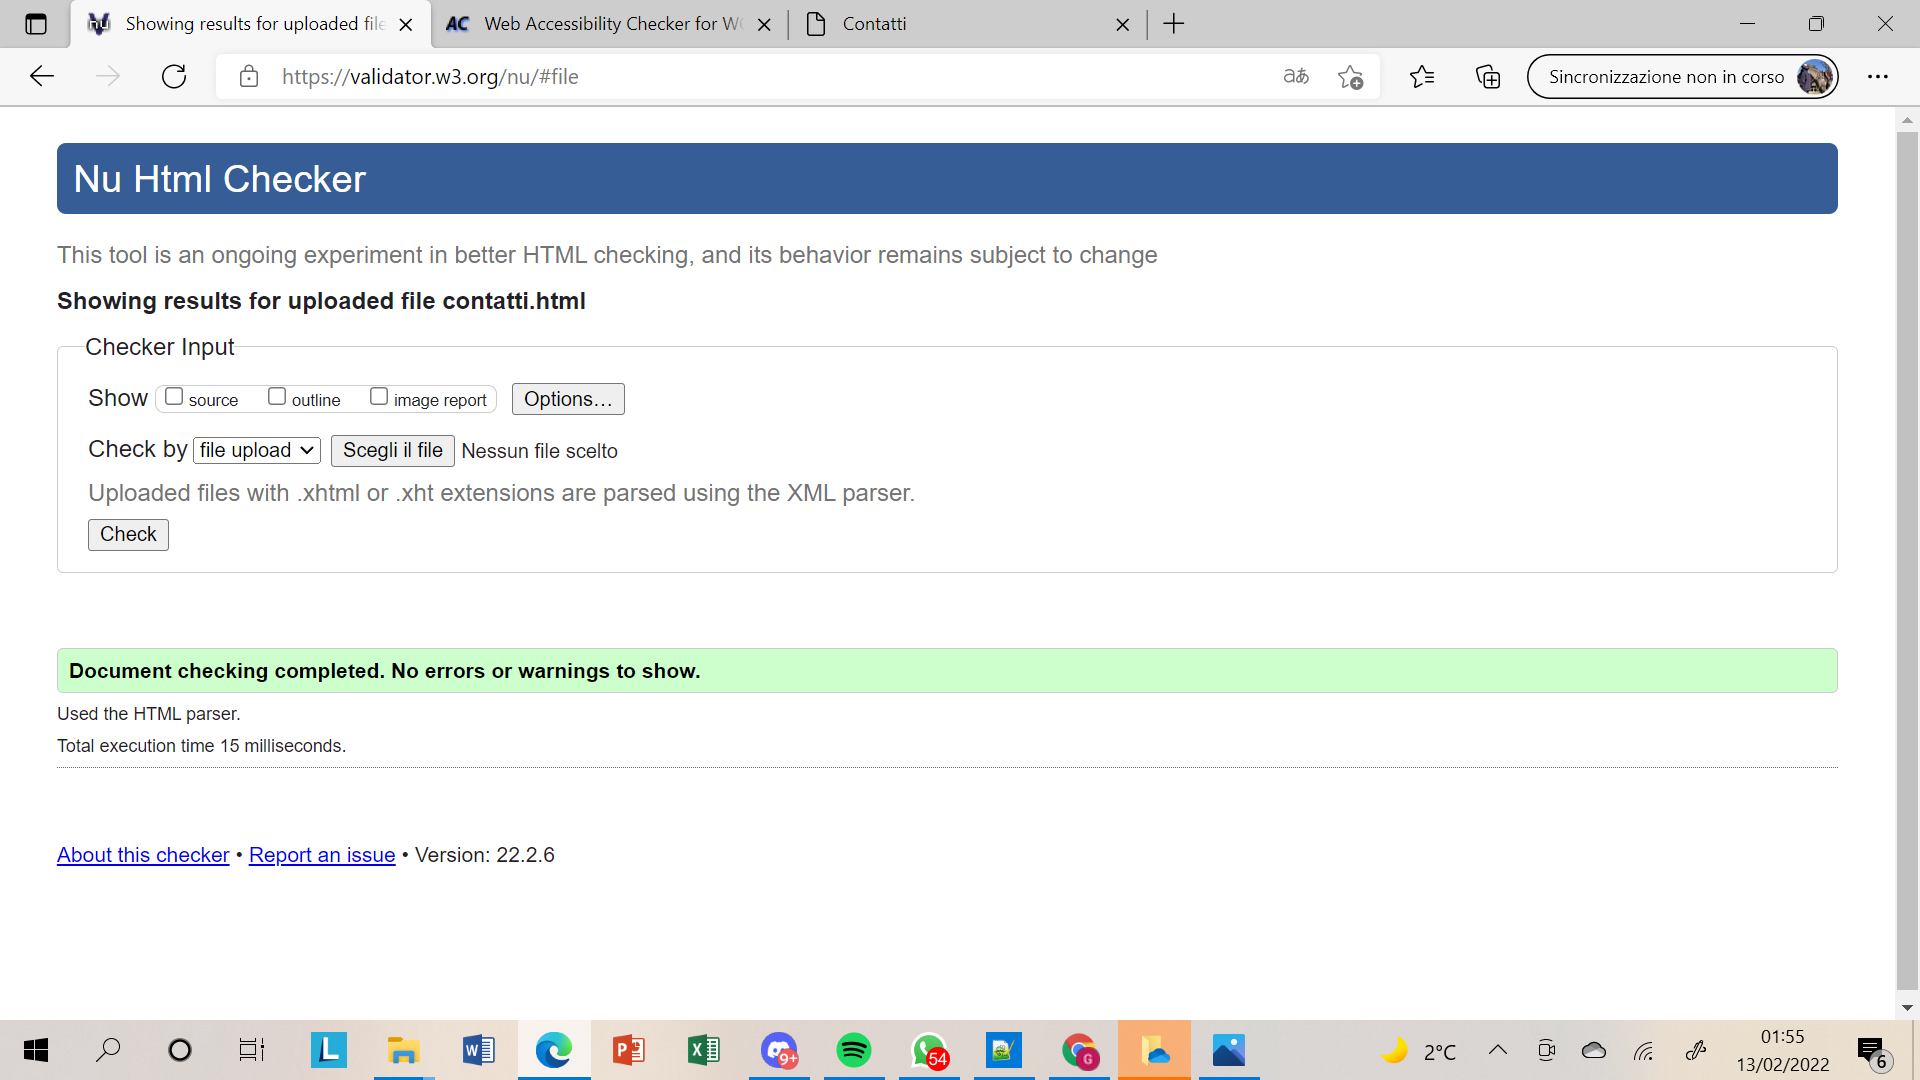 Showing results for uploaded file
Web Accessibility Checker for WC
Contatti
https://validator.w3.org/nu/#file
Sincronizzazione non in corso
Nu Html Checker
This tool is an ongoing experiment in better HTML checking, and its behavior remains subject to change
Showing results for uploaded file contatti.html
Checker Input
Show source outline image report Options...
Check by file upload Scegli il file Nessun file scelto
Uploaded files with .xhtml or .xht extensions are parsed using the XML parser.
Check
Document checking completed. No errors or warnings to show.
Used the HTML parser.
Total execution time 15 milliseconds.
About this checker • Report an issue • Version: 22.2.6
9+
54
G
2°C
01:55
13/02/2022
6